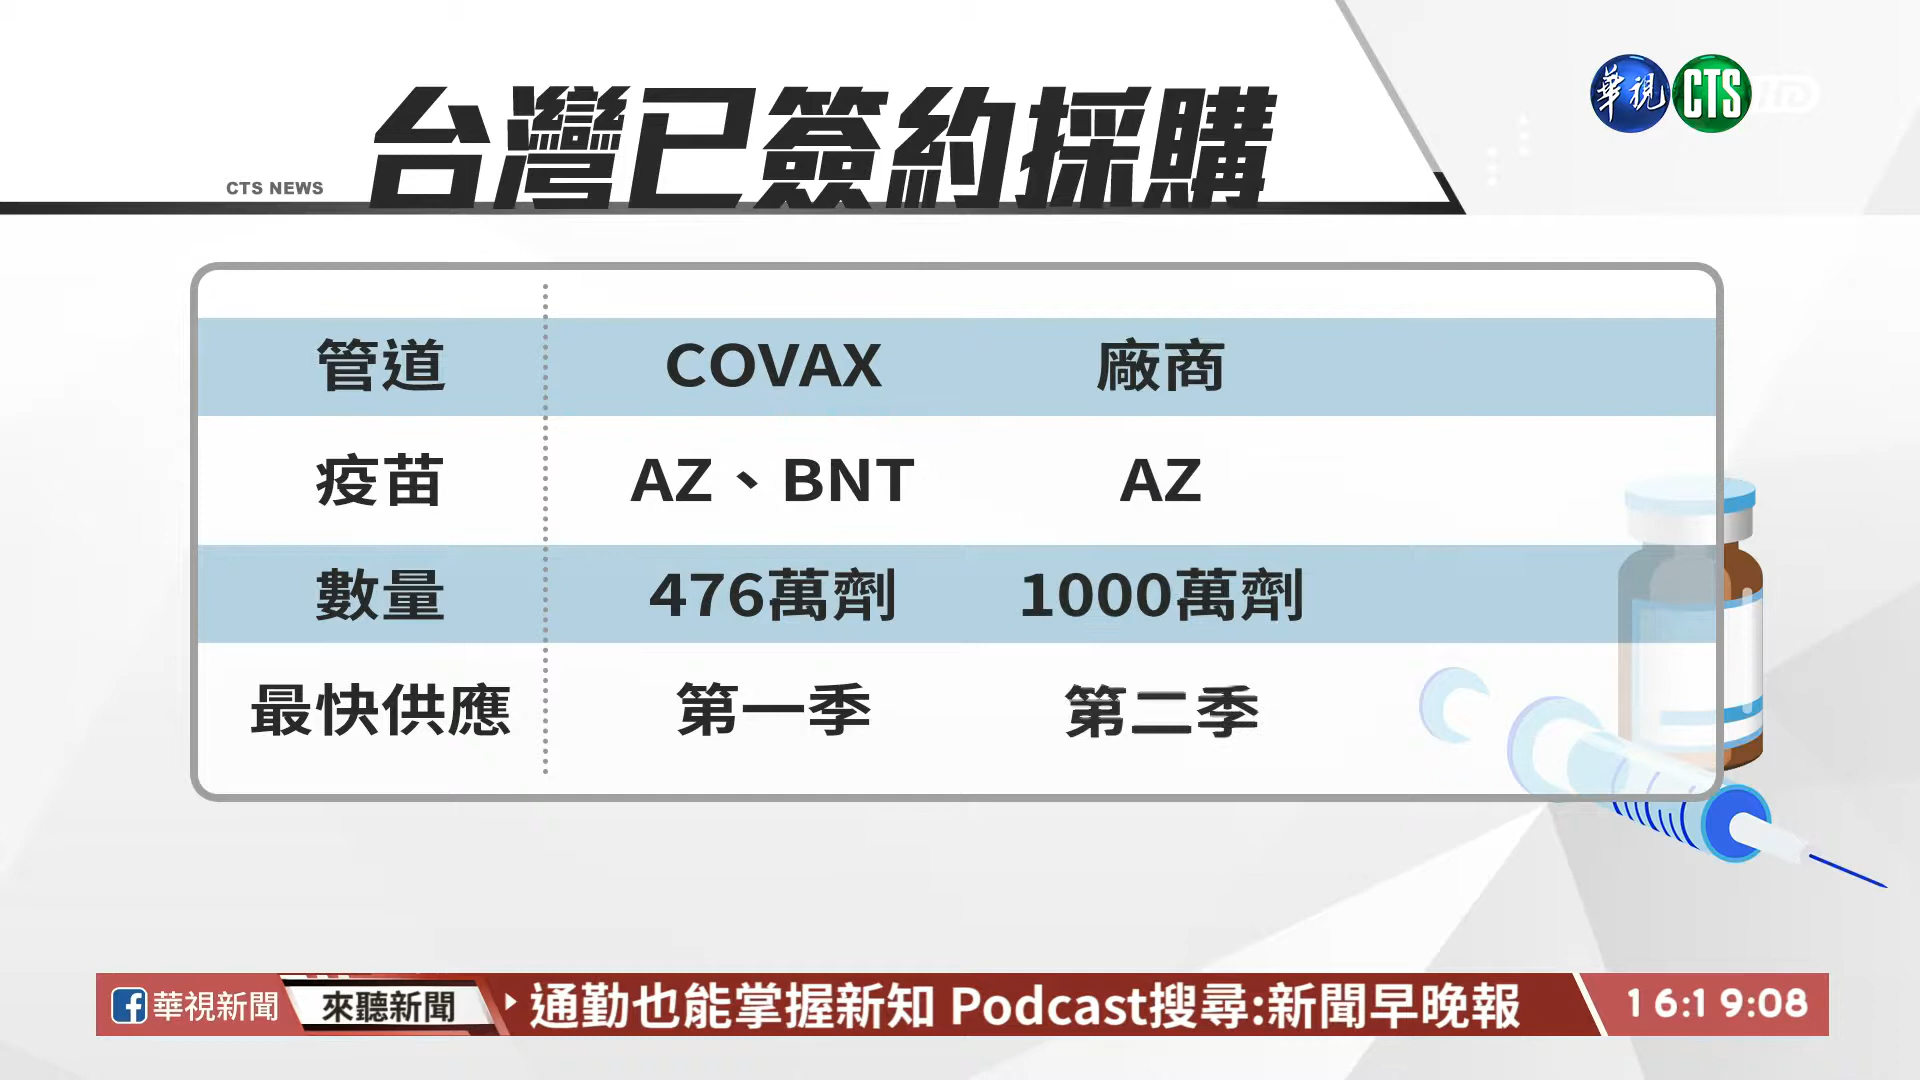 台灣已簽約採購
CTS NEWS
華視 CTS HD
管道 COVAX 廠商
疫苗 AZ、BNT AZ
數量 476萬劑 1000萬劑
最快供應 第一季 第二季
華視新聞 來聽新聞 通勤也能掌握新知 Podcast搜尋:新聞早晚報 16:19:08